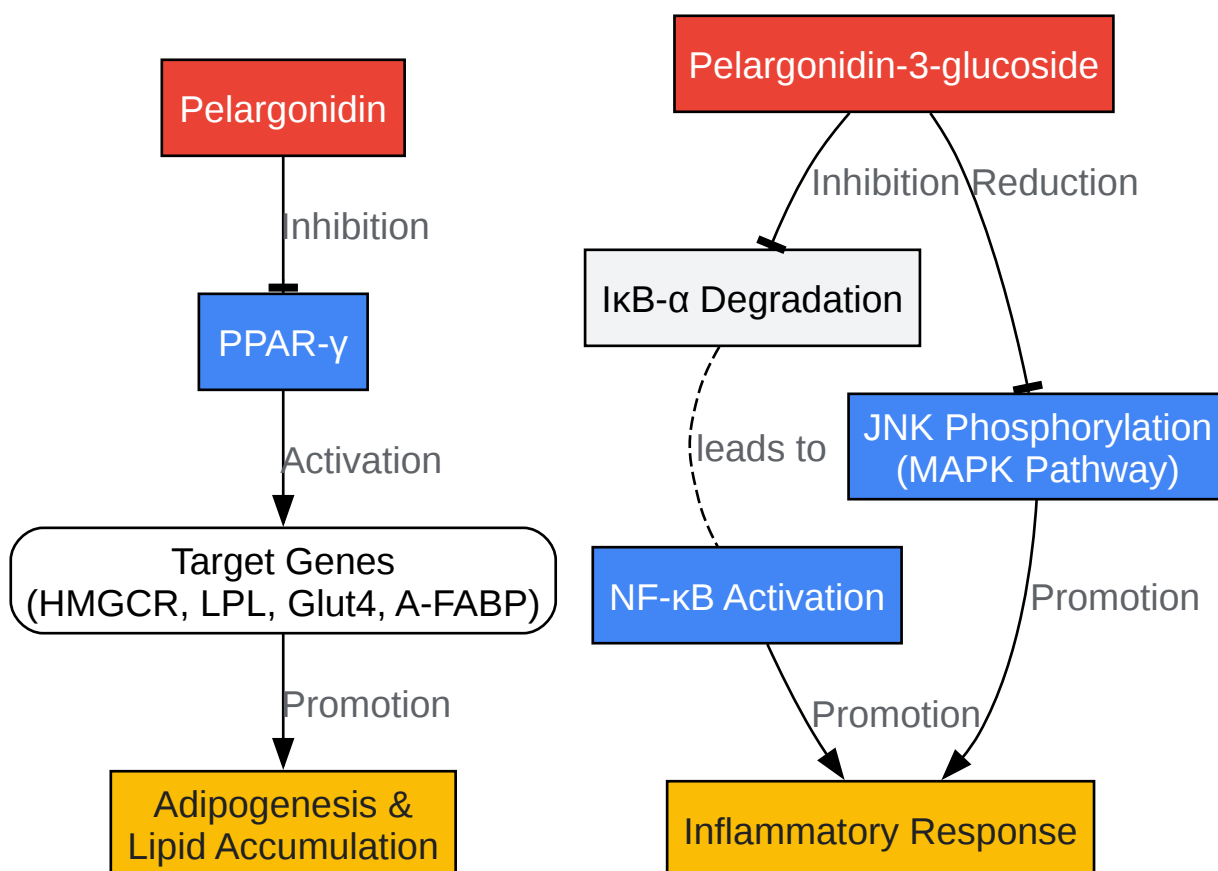 Pelargonidin
Inhibition
PPAR-γ
Activation
Target Genes
(HMGCR, LPL, Glut4, A-FABP)
Promotion
Adipogenesis &
Lipid Accumulation
Pelargonidin-3-glucoside
Inhibition
Reduction
IκB-α Degradation
leads to
JNK Phosphorylation
(MAPK Pathway)
NF-κB Activation
Promotion
Promotion
Inflammatory Response